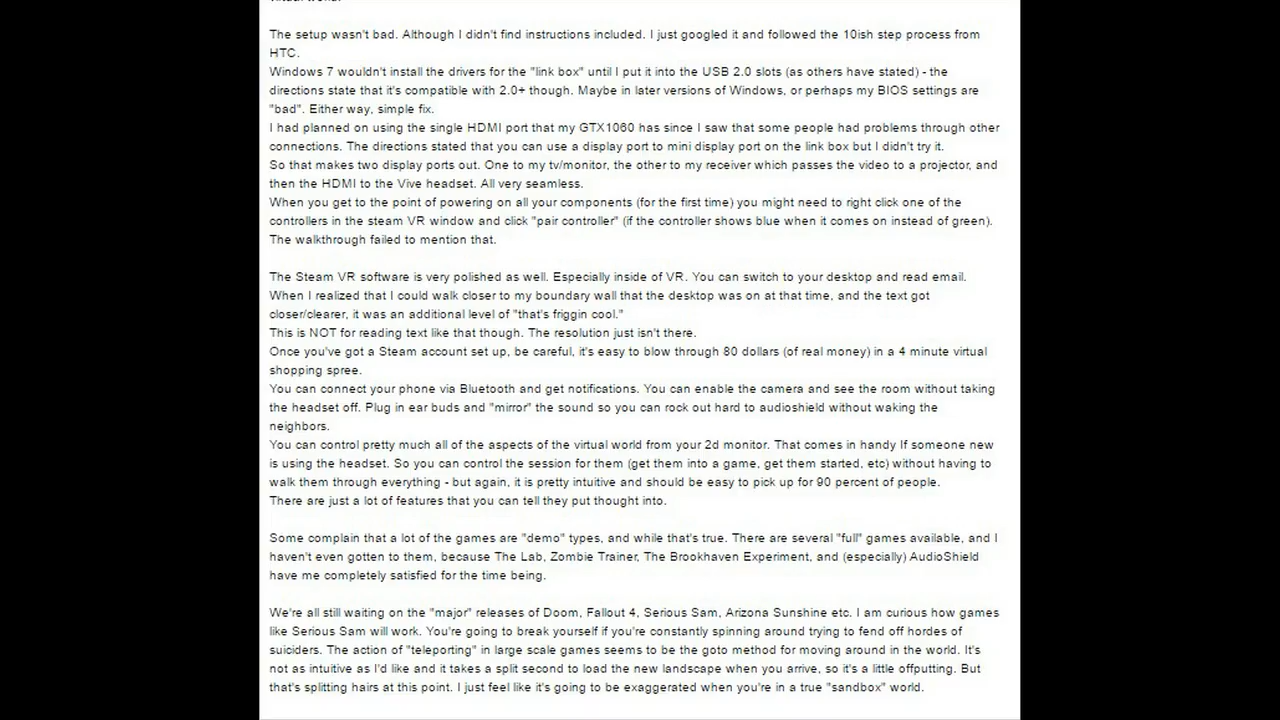 The setup wasn't bad. Although I didn't find instructions included. I just googled it and followed the 10ish step process from
HTC.
Windows 7 wouldn't install the drivers for the "link box" until I put it into the USB 2.0 slots (as others have stated) - the
directions state that it's compatible with 2.0+ though. Maybe in later versions of Windows, or perhaps my BIOS settings are
"bad". Either way, simple fix.
I had planned on using the single HDMI port that my GTX1060 has since I saw that some people had problems through other
connections. The directions stated that you can use a display port to mini display port on the link box but I didn't try it.
So that makes two display ports out. One to my tv/monitor, the other to my receiver which passes the video to a projector, and
then the HDMI to the Vive headset. All very seamless.
When you get to the point of powering on all your components (for the first time) you might need to right click one of the
controllers in the steam VR window and click "pair controller" (if the controller shows blue when it comes on instead of green).
The walkthrough failed to mention that.
The Steam VR software is very polished as well. Especially inside of VR. You can switch to your desktop and read email.
When I realized that I could walk closer to my boundary wall that the desktop was on at that time, and the text got
closer/clearer, it was an additional level of "that's friggin cool."
This is NOT for reading text like that though. The resolution just isn't there.
Once you've got a Steam account set up, be careful, it's easy to blow through 80 dollars (of real money) in a 4 minute virtual
shopping spree.
You can connect your phone via Bluetooth and get notifications. You can enable the camera and see the room without taking
the headset off. Plug in ear buds and "mirror" the sound so you can rock out hard to audioshield without waking the
neighbors.
You can control pretty much all of the aspects of the virtual world from your 2d monitor. That comes in handy If someone new
is using the headset. So you can control the session for them (get them into a game, get them started, etc) without having to
walk them through everything - but again, it is pretty intuitive and should be easy to pick up for 90 percent of people.
There are just a lot of features that you can tell they put thought into.
Some complain that a lot of the games are "demo" types, and while that's true. There are several "full" games available, and I
haven't even gotten to them, because The Lab, Zombie Trainer, The Brookhaven Experiment, and (especially) AudioShield
have me completely satisfied for the time being.
We're all still waiting on the "major" releases of Doom, Fallout 4, Serious Sam, Arizona Sunshine etc. I am curious how games
like Serious Sam will work. You're going to break yourself if you're constantly spinning around trying to fend off hordes of
suiciders. The action of "teleporting" in large scale games seems to be the goto method for moving around in the world. It's
not as intuitive as I'd like and it takes a split second to load the new landscape when you arrive, so it's a little offputting. But
that's splitting hairs at this point. I just feel like it's going to be exaggerated when you're in a true "sandbox" world.